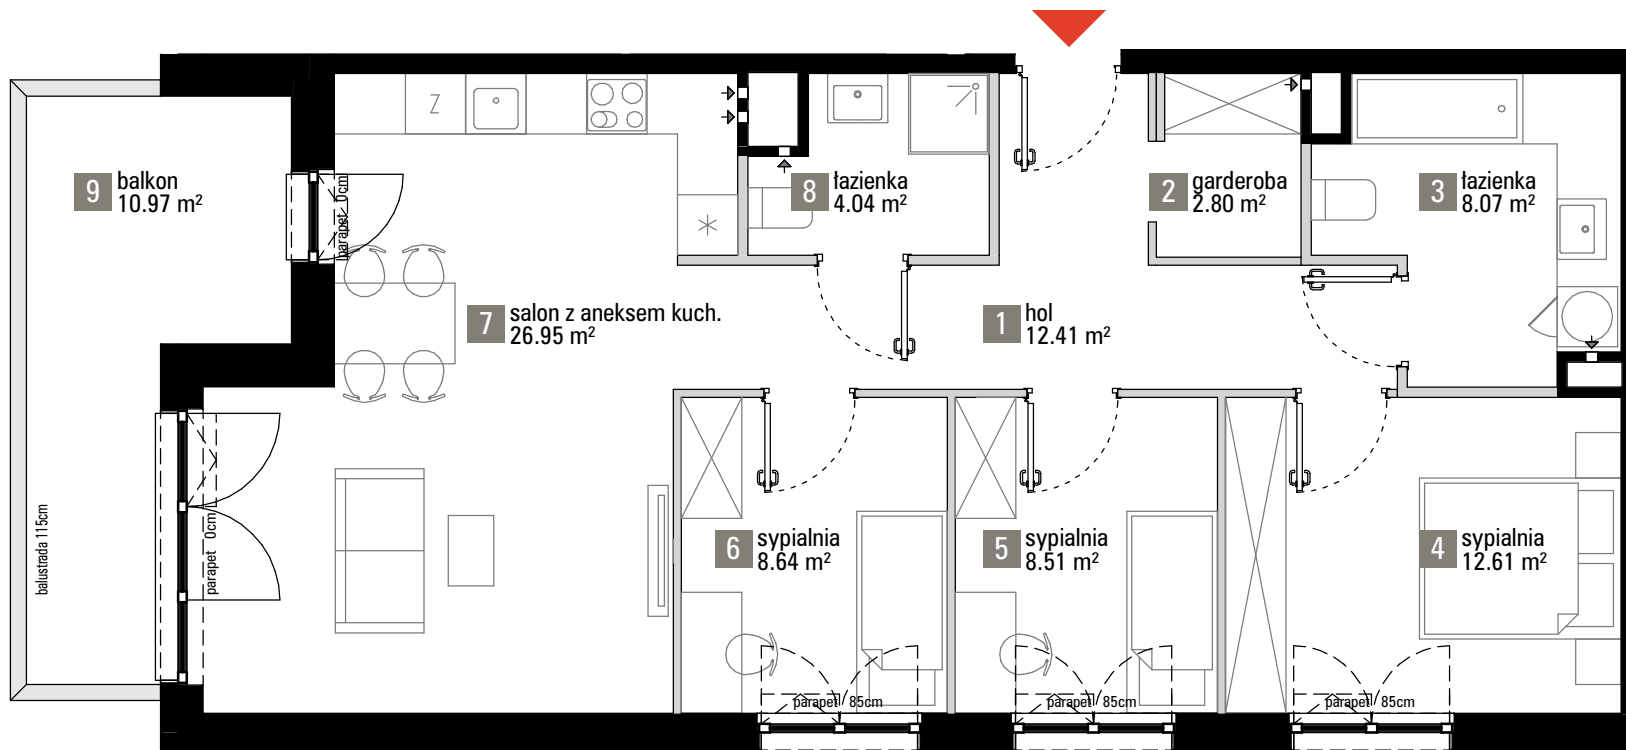 Z
9 balkon
10.97 m²
parapet 0cm
8 łazienka
4.04 m²
2 garderoba
2.80 m²
3 łazienka
8.07 m²
7 salon z aneksem kuch.
26.95 m²
1 hol
12.41 m²
balustrada 115cm
parapet 0cm
6 sypialnia
8.64 m²
5 sypialnia
8.51 m²
4 sypialnia
12.61 m²
parapet 85cm
parapet 85cm
parapet 85cm